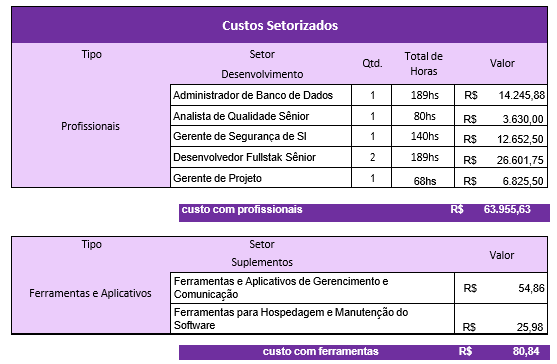 Custos Setorizados
Tipo Setor Qtd. Total de Horas Valor
Desenvolvimento
Profissionais
Administrador de Banco de Dados 1 189hs R$ 14.245,88
Analista de Qualidade Sênior 1 80hs R$ 3.630,00
Gerente de Segurança de SI 1 140hs R$ 12.652,50
Desenvolvedor Fullstak Sênior 2 189hs R$ 26.601,75
Gerente de Projeto 1 68hs R$ 6.825,50
custo com profissionais R$ 63.955,63
Tipo Setor Valor
Suplementos
Ferramentas e Aplicativos
Ferramentas e Aplicativos de Gerencimento e
Comunicação R$ 54,86
Ferramentas para Hospedagem e Manutenção do
Software R$ 25,98
custo com ferramentas R$ 80,84